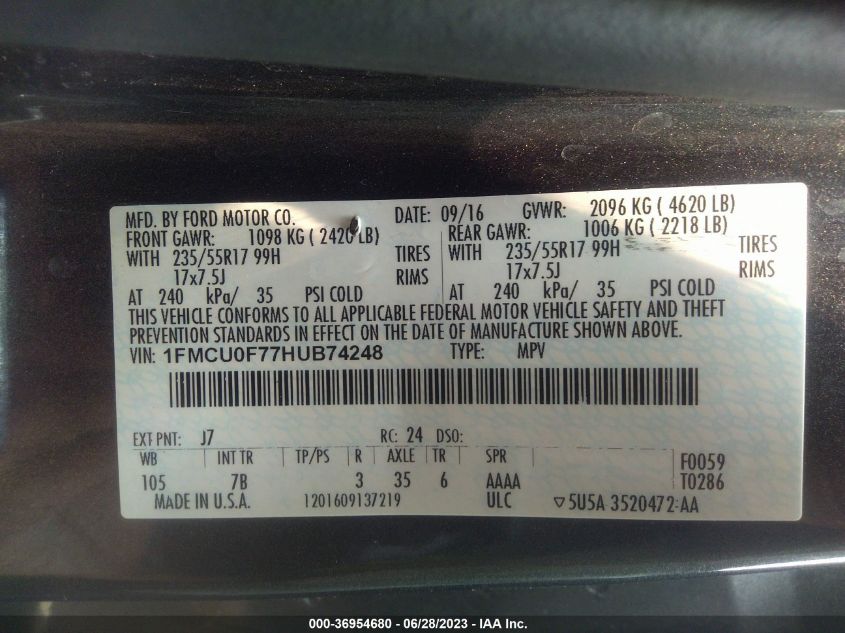 MFD. BY FORD MOTOR CO. DATE: 09/16 GVWR: 2096 KG ( 4620 LB)
FRONT GAWR: 1098 KG ( 2420 LB) REAR GAWR: 1006 KG ( 2218 LB)
WITH 235/55R17 99H TIRES WITH 235/55R17 99H TIRES
17x7.5J RIMS 17x7.5J RIMS
AT 240 kPa/ 35 PSI COLD AT 240 kPa/ 35 PSI COLD
THIS VEHICLE CONFORMS TO ALL APPLICABLE FEDERAL MOTOR VEHICLE SAFETY AND THEFT
PREVENTION STANDARDS IN EFFECT ON THE DATE OF MANUFACTURE SHOWN ABOVE.
VIN: 1FMCU0F77HUB74248 TYPE: MPV
EXT PNT: J7 RC: 24 DSO:
WB INT TR TP/PS R AXLE TR SPR F0059
105 7B 3 35 6 AAAA T0286
MADE IN U.S.A. 1201609137219 ULC ▽5U5A 3520472-AA
000-36954680 - 06/28/2023 - IAA Inc.